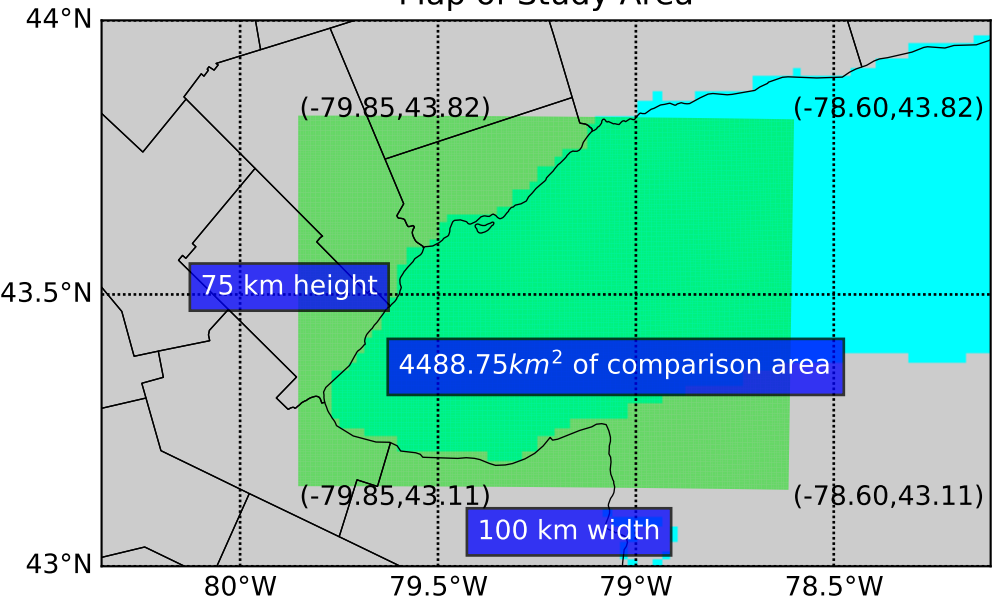 Map of Study Area
44°N
(-79.85,43.82)
(-78.60,43.82)
75 km height
43.5°N
4488.75km² of comparison area
(-79.85,43.11)
(-78.60,43.11)
100 km width
43°N
80°W
79.5°W
79°W
78.5°W